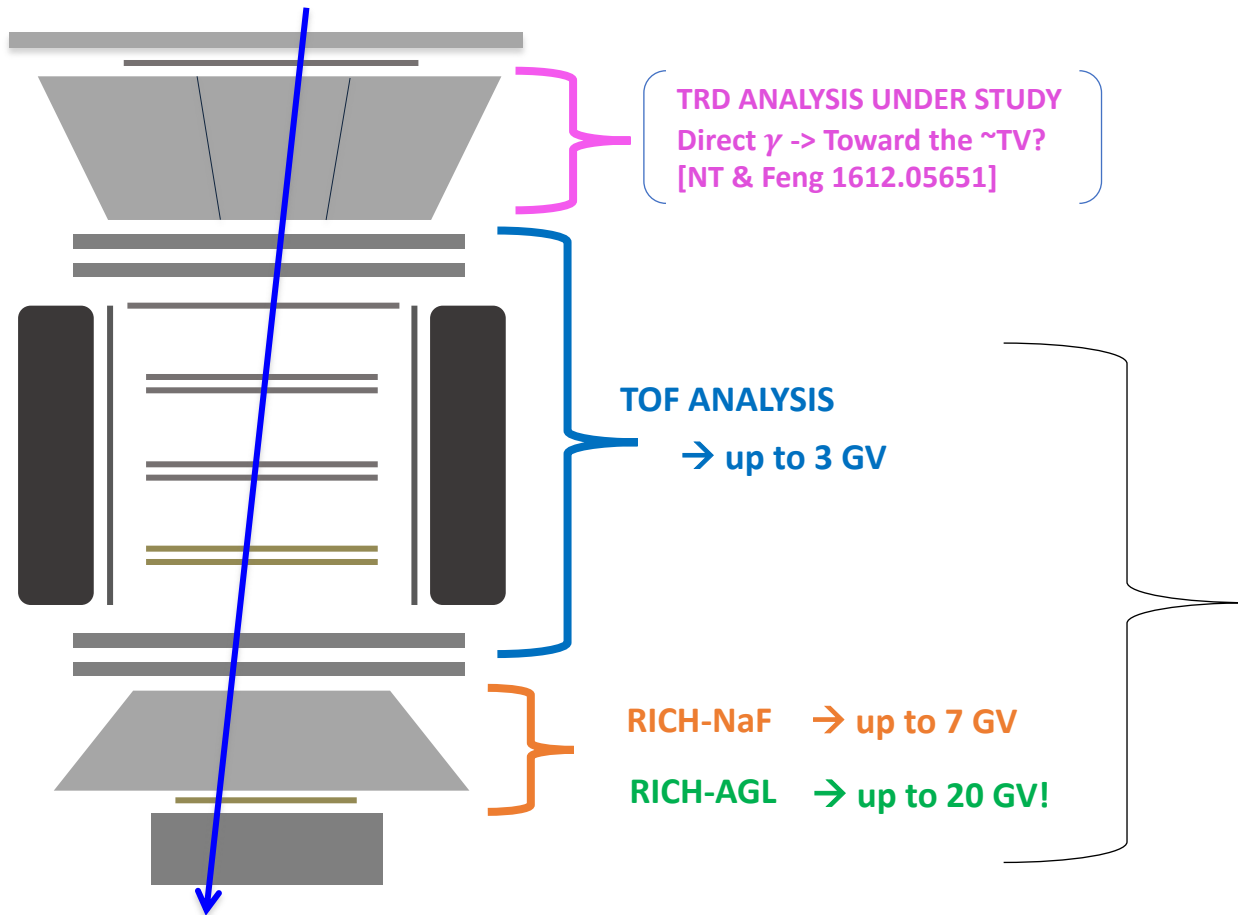 TRD ANALYSIS UNDER STUDY
Direct γ -> Toward the ~TV?
[NT & Feng 1612.05651]
TOF ANALYSIS
→ up to 3 GV
RICH-NaF → up to 7 GV
RICH-AGL → up to 20 GV!